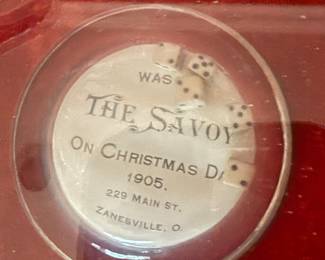 WAS
THE SAVOY
ON CHRISTMAS DA
1905.
229 MAIN ST.
ZANESVILLE, O.